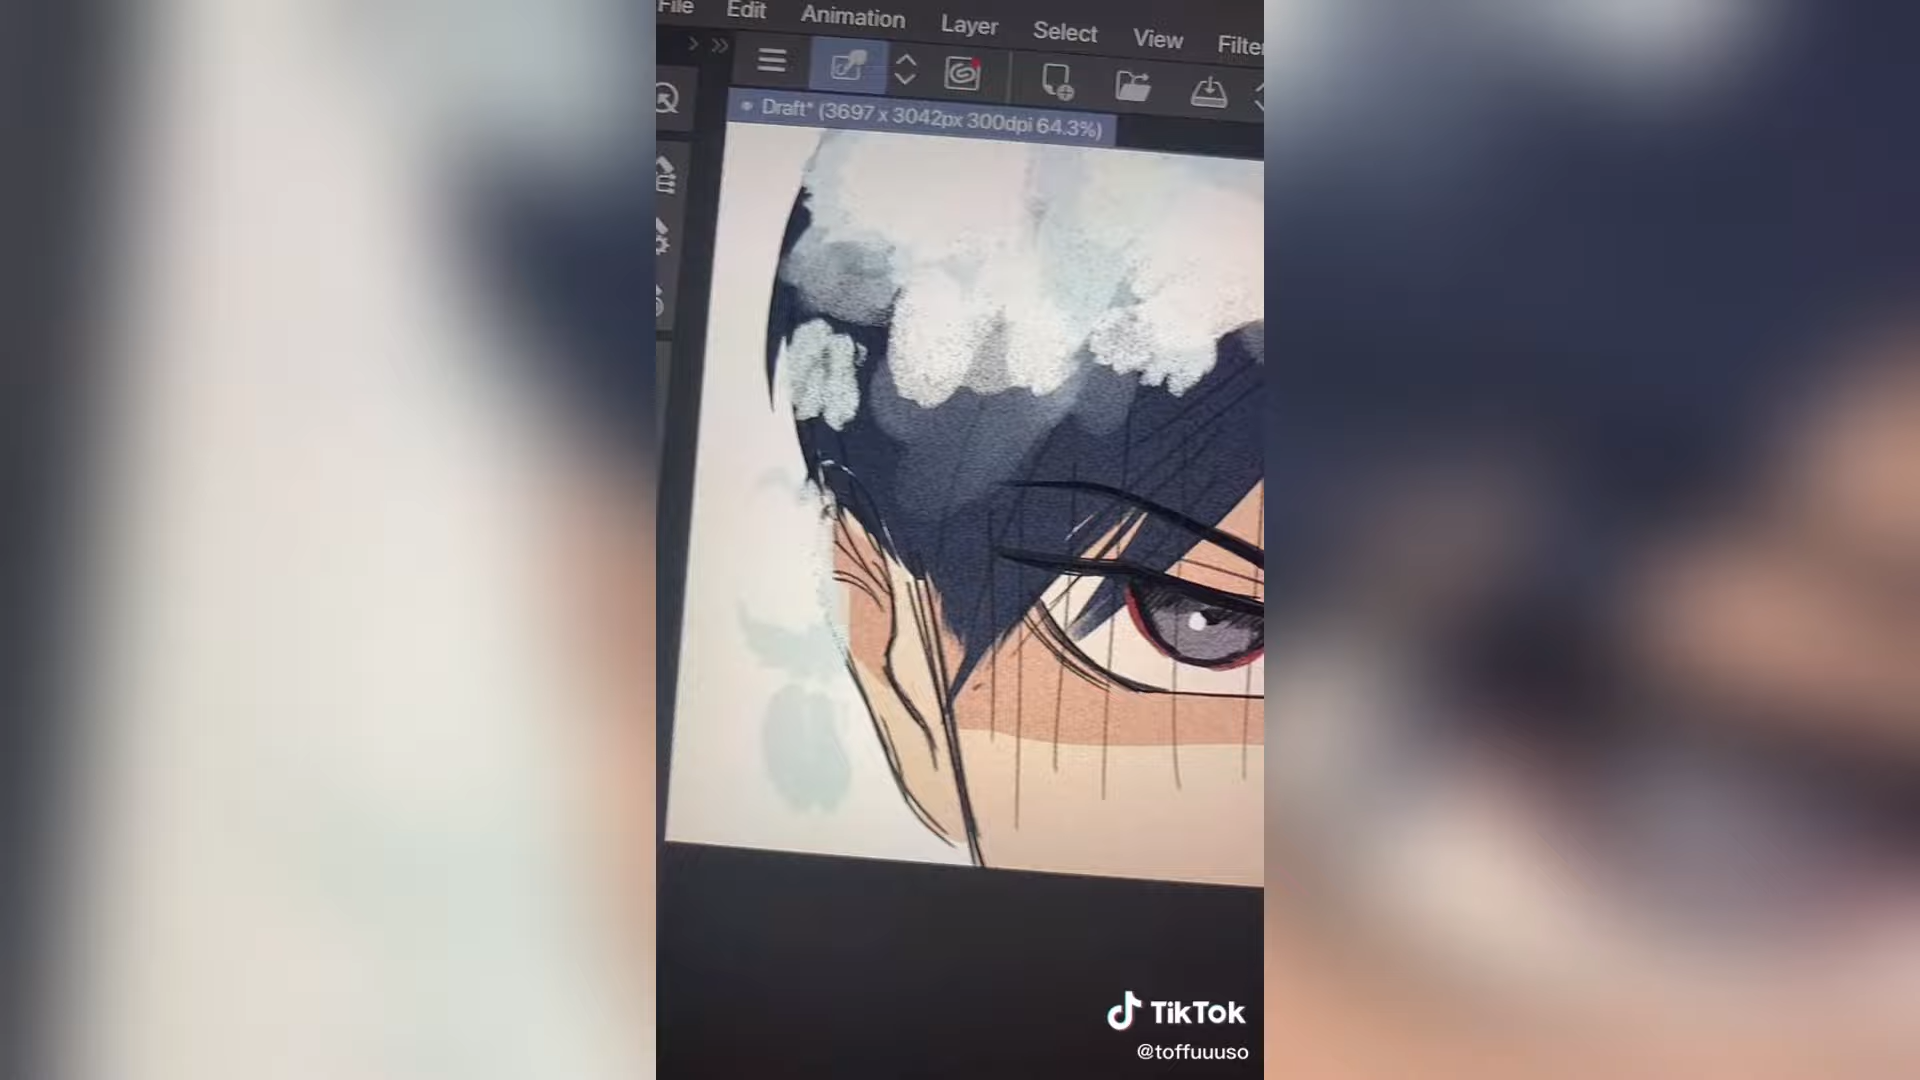 File Edit Animation Layer Select View Filte
Draft* (3697 x 3042px 300dpi 64.3%)
TikTok
@toffuuuso